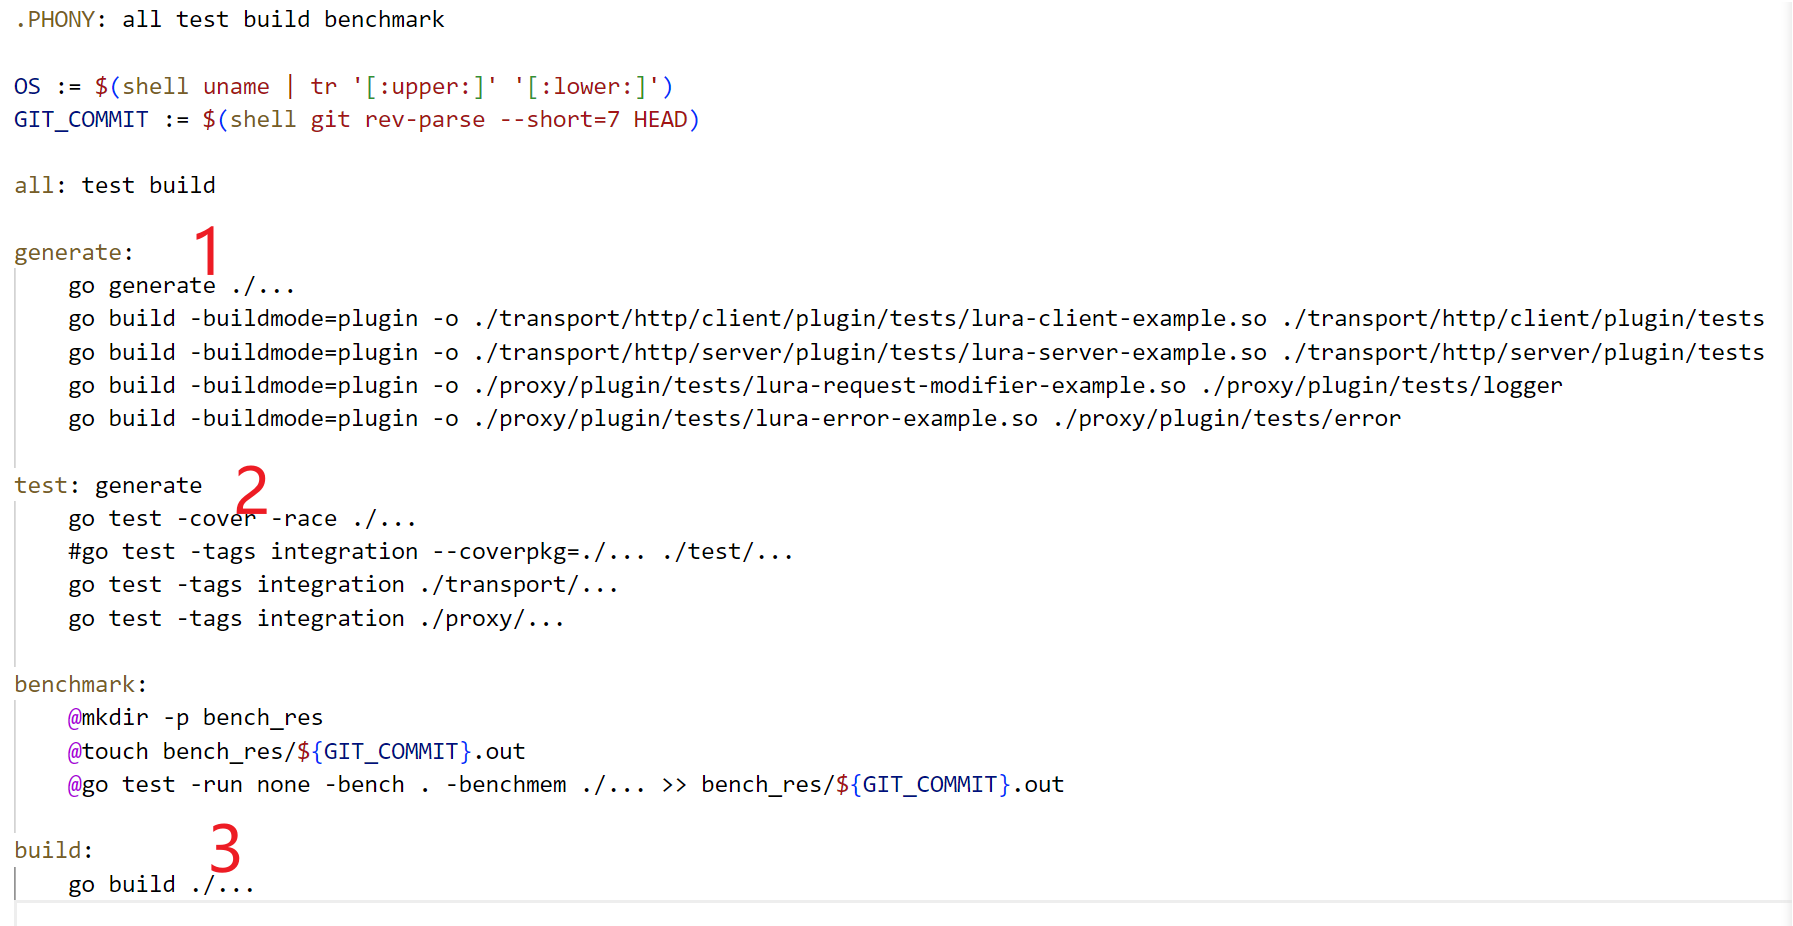 .PHONY: all test build benchmark
OS := $(shell uname | tr '[:upper:]' '[:lower:]')
GIT_COMMIT := $(shell git rev-parse --short=7 HEAD)
all: test build
generate: 1
go generate ./...
go build -buildmode=plugin -o ./transport/http/client/plugin/tests/lura-client-example.so ./transport/http/client/plugin/tests
go build -buildmode=plugin -o ./transport/http/server/plugin/tests/lura-server-example.so ./transport/http/server/plugin/tests
go build -buildmode=plugin -o ./proxy/plugin/tests/lura-request-modifier-example.so ./proxy/plugin/tests/logger
go build -buildmode=plugin -o ./proxy/plugin/tests/lura-error-example.so ./proxy/plugin/tests/error
test: generate 2
go test -cover -race ./...
#go test -tags integration --coverpkg=./... ./test/...
go test -tags integration ./transport/...
go test -tags integration ./proxy/...
benchmark:
@mkdir -p bench_res
@touch bench_res/${GIT_COMMIT}.out
@go test -run none -bench . -benchmem ./... >> bench_res/${GIT_COMMIT}.out
build: 3
go build ./...